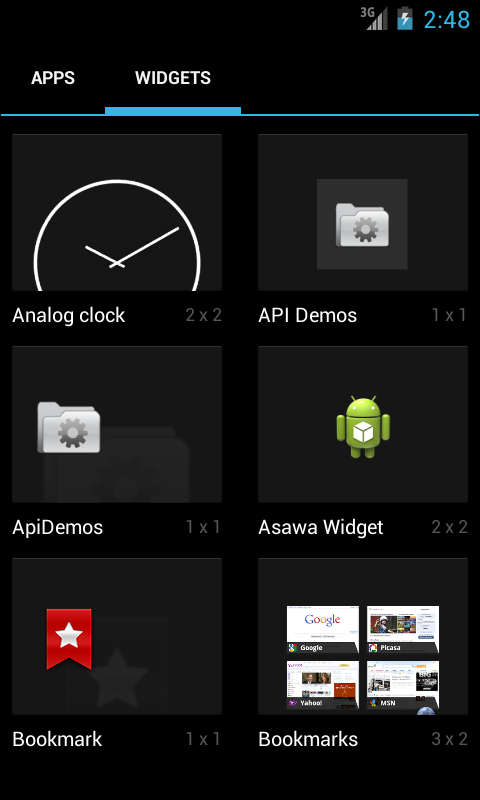 3G 2:48
APPS WIDGETS
Analog clock 2 x 2
API Demos 1 x 1
ApiDemos 1 x 1
Asawa Widget 2 x 2
Google
Google Picasa
Yahoo! MSN
Bookmark 1 x 1
Bookmarks 3 x 2